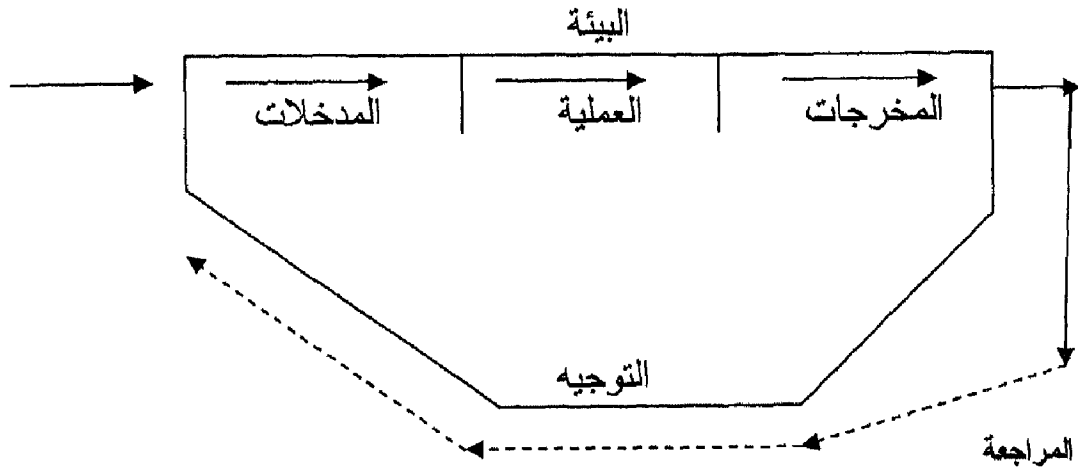 البيئة
المدخلات العملية المخرجات
التوجيه
المراجعة